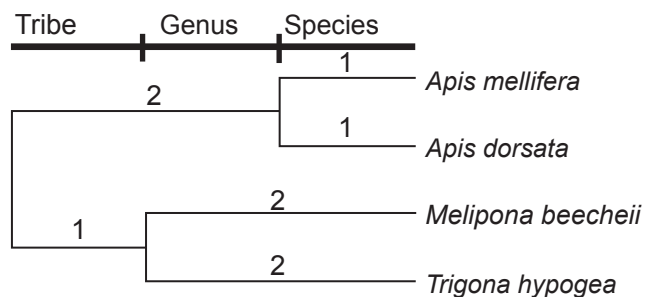 Tribe Genus Species
1
Apis mellifera
2
1
Apis dorsata
2
Melipona beecheii
1
2
Trigona hypogea